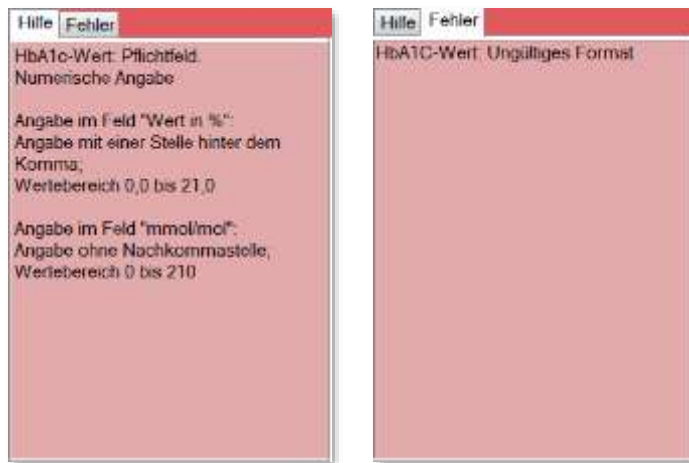 Hilfe Fehler
HbA1c-Wert: Pflichtfeld.
Numerische Angabe
Angabe im Feld "Wert in %":
Angabe mit einer Stelle hinter dem
Komma;
Wertebereich 0,0 bis 21,0
Angabe im Feld "mmol/mol":
Angabe ohne Nachkommastelle;
Wertebereich 0 bis 210
Hilfe Fehler
HbA1C-Wert: Ungültiges Format